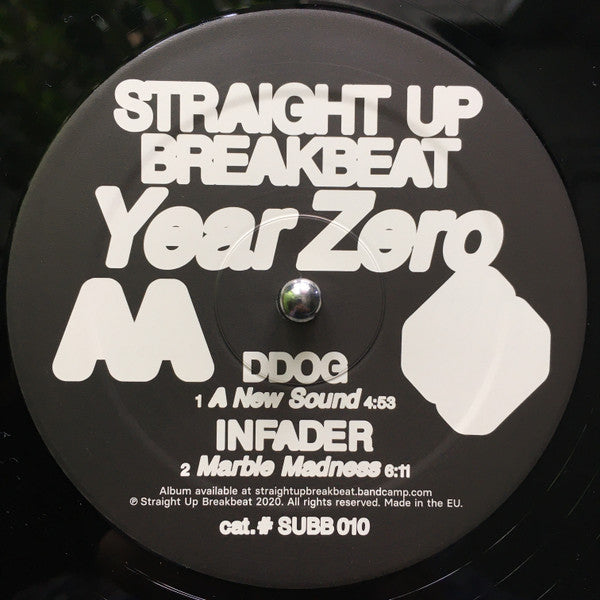 STRAIGHT UP
BREAKBEAT
Year Zero
DDOG
1 A New Sound 4:53
INFADER
2 Marble Madness 6:11
Album available at straightupbreakbeat.bandcamp.com
℗ Straight Up Breakbeat 2020. All rights reserved. Made in the EU.
cat.# SUBB 010